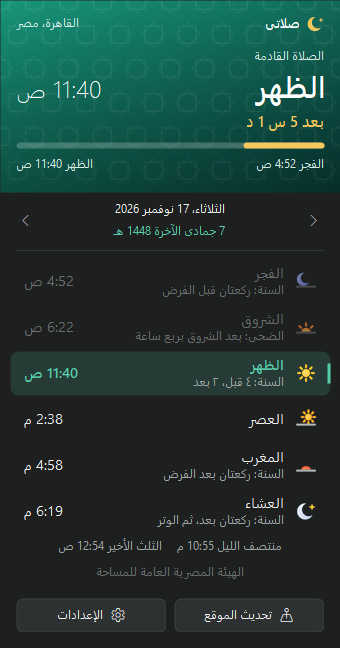 صلاتى
القاهرة، مصر
الصلاة القادمة
الظهر
11:40 ص
بعد 5 س 1 د
الفجر 4:52 ص
الظهر 11:40 ص
الثلاثاء، 17 نوفمبر 2026
7 جمادى الآخرة 1448 هـ
الفجر
4:52 ص
السنة: ركعتان قبل الفرض
الشروق
6:22 ص
الضحى: بعد الشروق بربع ساعة
الظهر
11:40 ص
السنة: ٤ قبل، ٢ بعد
العصر
2:38 م
المغرب
4:58 م
السنة: ركعتان بعد الفرض
العشاء
6:19 م
السنة: ركعتان بعد، ثم الوتر
منتصف الليل 10:55 م
الثلث الأخير 12:54 ص
الهيئة المصرية العامة للمساحة
تحديث الموقع
الإعدادات